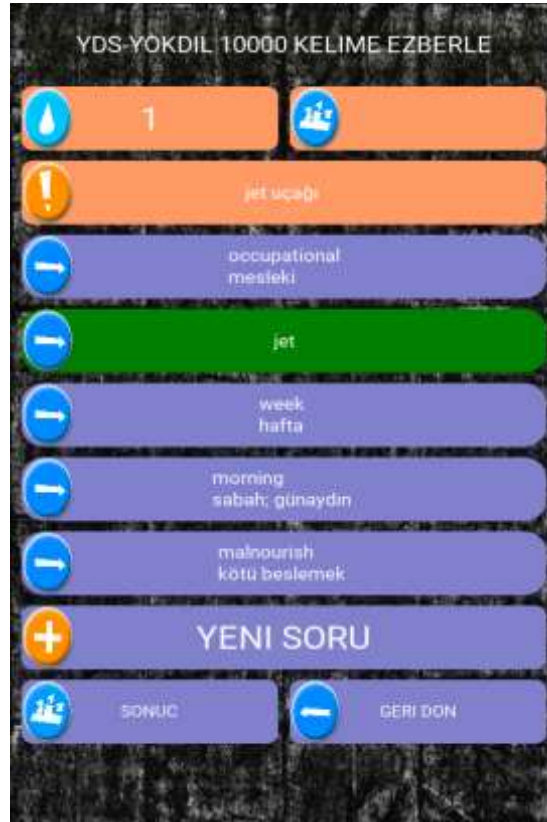 YDS-YOKDIL 10000 KELIME EZBERLE
1
jet uçağı
occupational
mesleki
jet
week
hafta
morning
sabah; günaydın
malnourish
kötü beslemek
YENI SORU
SONUC
GERI DON